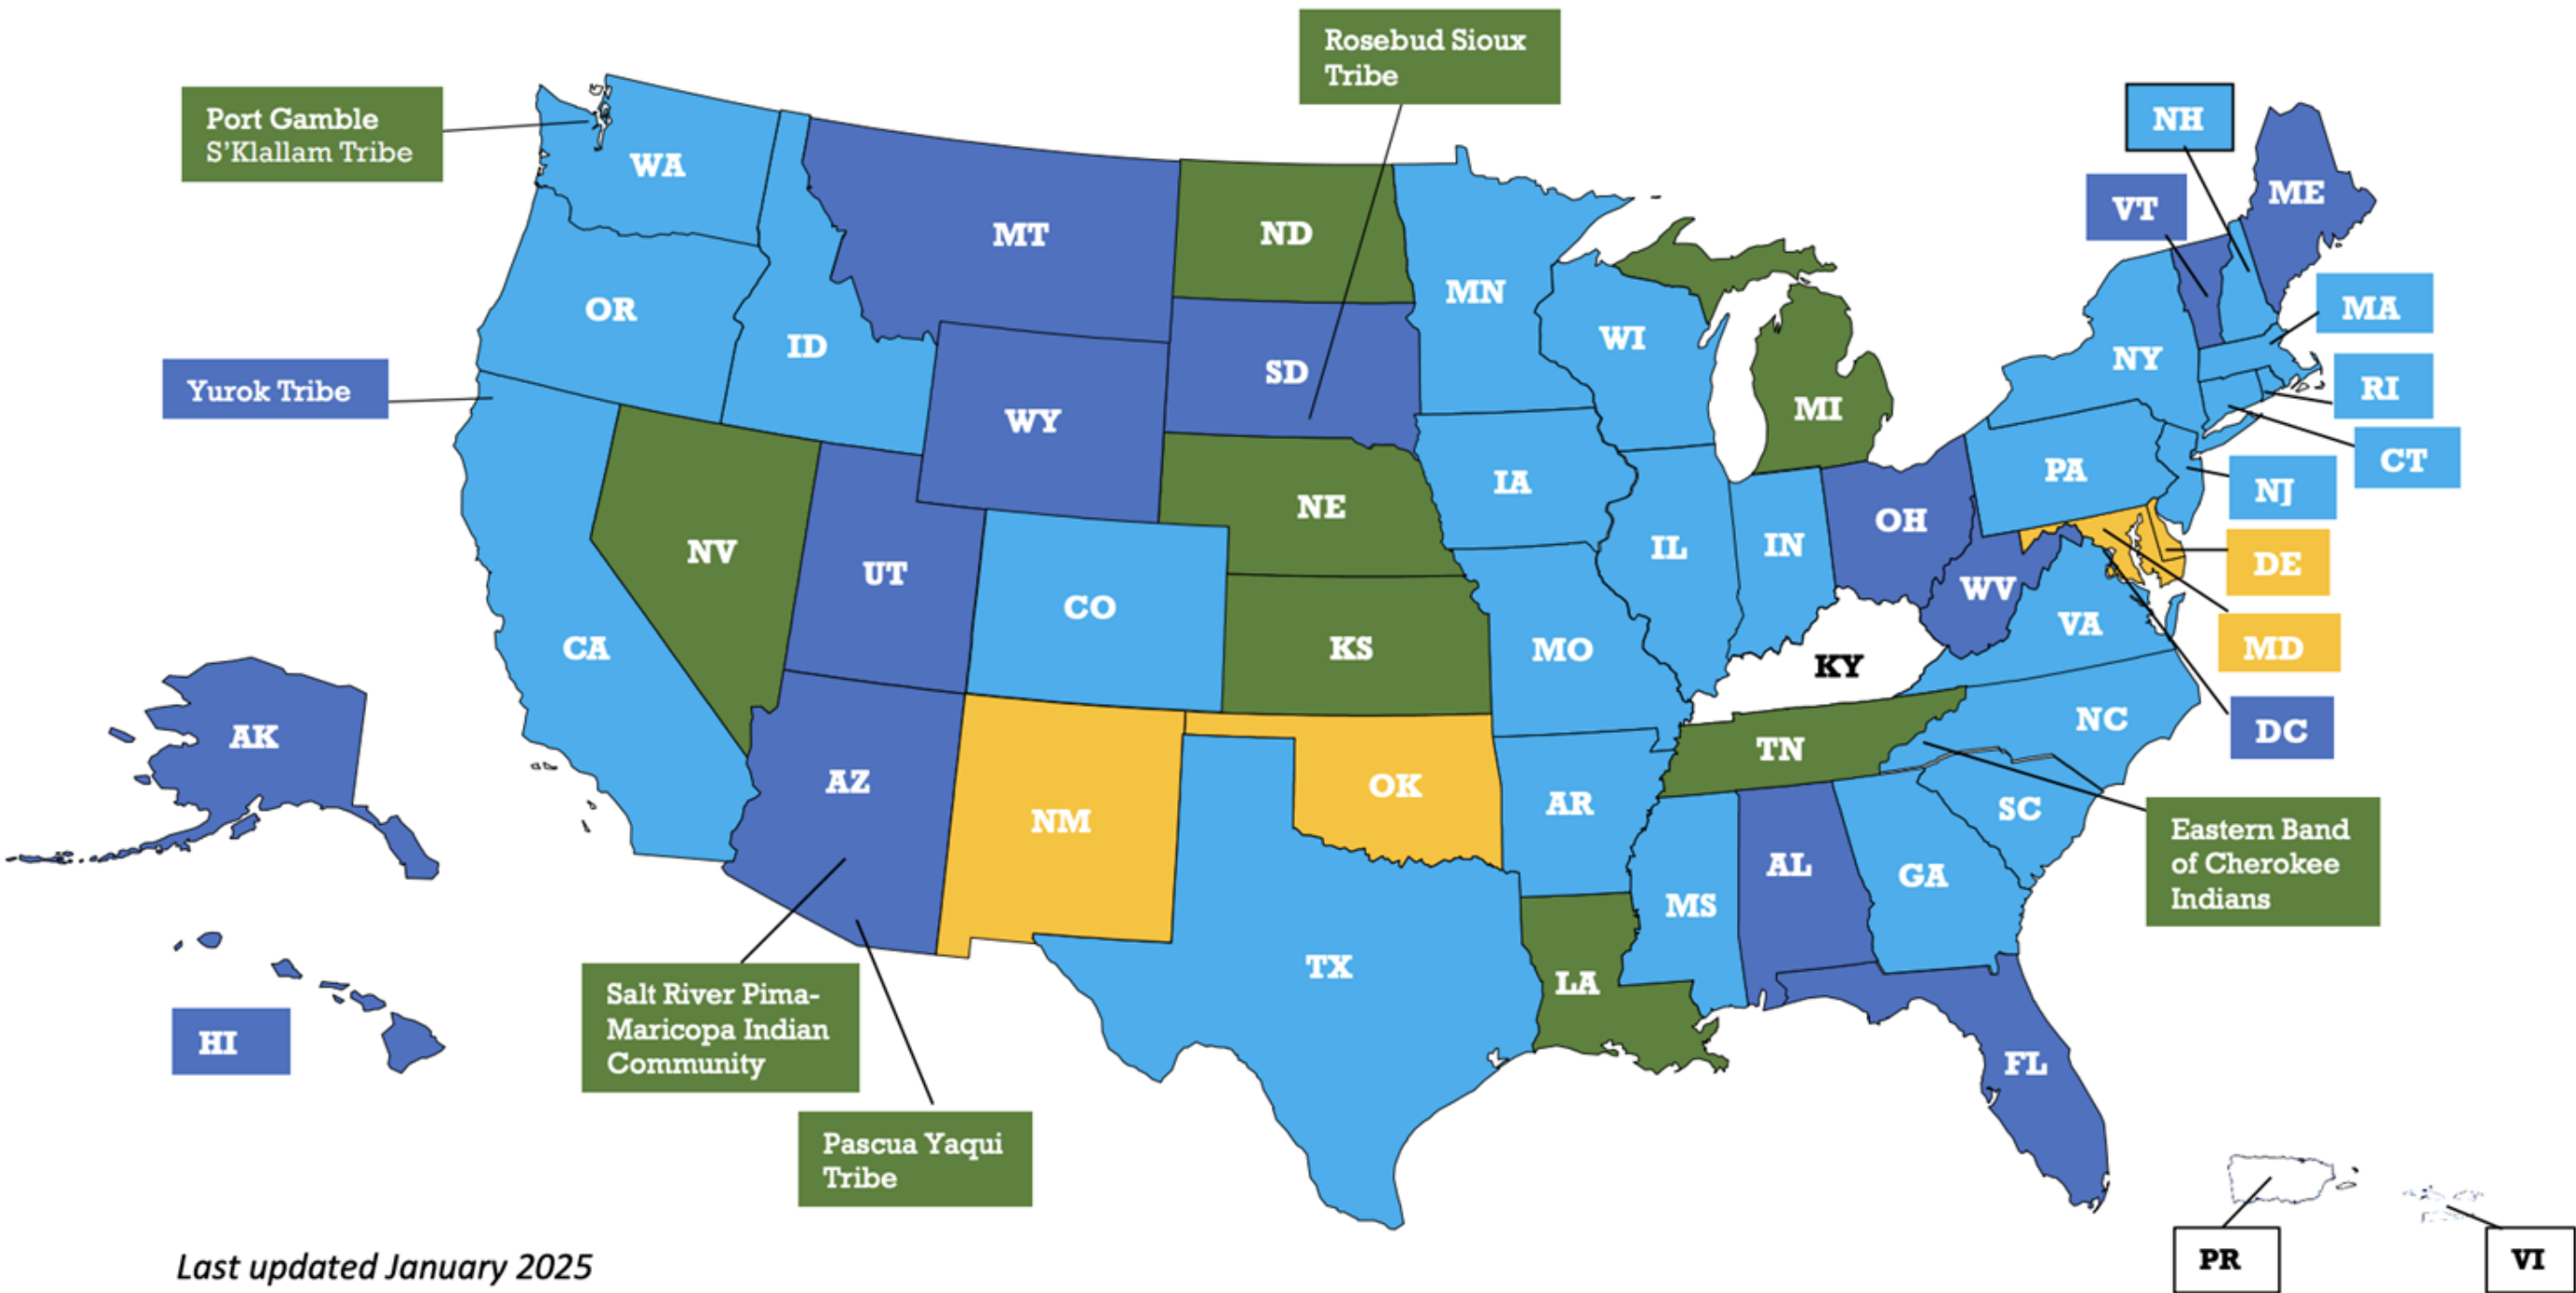 Rosebud Sioux
Tribe
Port Gamble
S'Klallam Tribe
NH
WA
VT
ME
MT
ND
MN
OR
ID
WI
MA
NY
SD
RI
Yurok Tribe
WY
MI
CT
PA
IA
NJ
NE
OH
NV
IL
IN
DE
UT
WV
CO
VA
MD
CA
KS
MO
KY
NC
DC
AK
TN
AZ
OK
AR
SC
NM
Eastern Band
of Cherokee
Indians
AL
GA
MS
TX
LA
Salt River Pima-
Maricopa Indian
Community
HI
FL
Pascua Yaqui
Tribe
PR
VI
Last updated January 2025